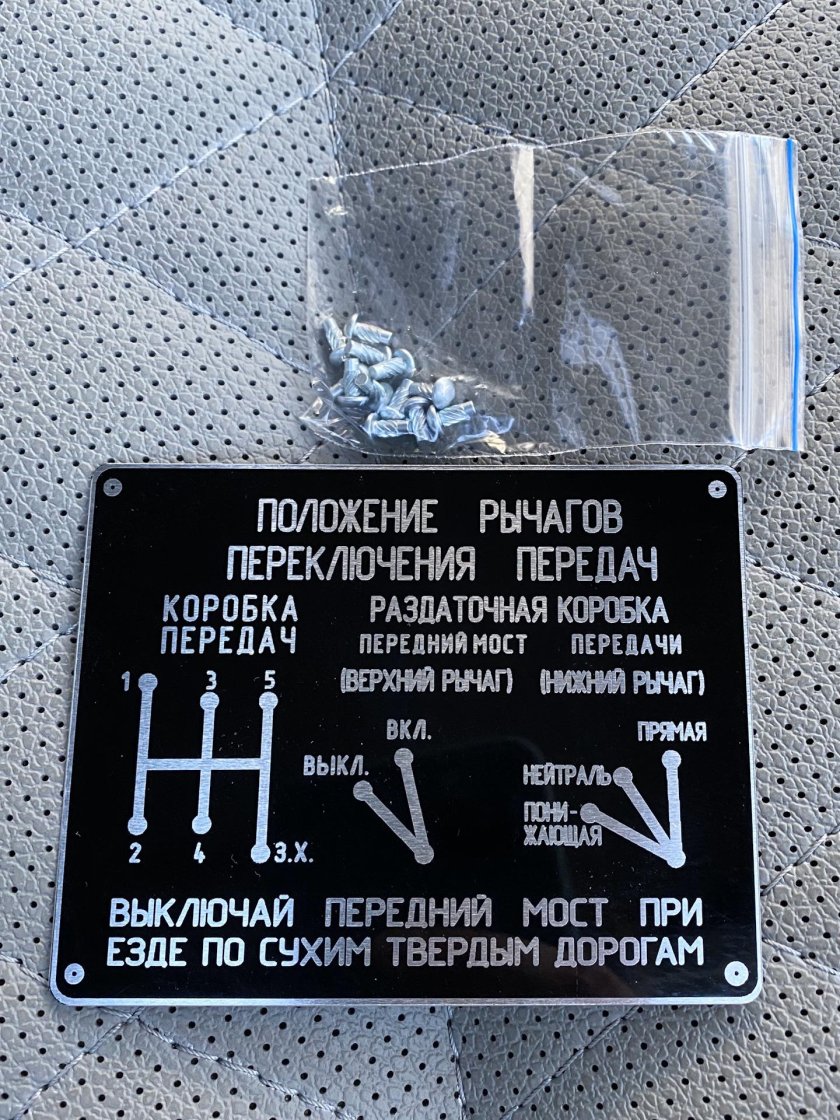 ПОЛОЖЕНИЕ РЫЧАГОВ
ПЕРЕКЛЮЧЕНИЯ ПЕРЕДАЧ
КОРОБКА
ПЕРЕДАЧ
РАЗДАТОЧНАЯ КОРОБКА
ПЕРЕДНИЙ МОСТ ПЕРЕДАЧИ
(ВЕРХНИЙ РЫЧАГ) (НИЖНИЙ РЫЧАГ)
1 3 5
2 4 З.Х.
ВКЛ.
ВЫКЛ.
ПРЯМАЯ
НЕЙТРАЛЬ
ПОНИ-
ЖАЮЩАЯ
ВЫКЛЮЧАЙ ПЕРЕДНИЙ МОСТ ПРИ
ЕЗДЕ ПО СУХИМ ТВЕРДЫМ ДОРОГАМ